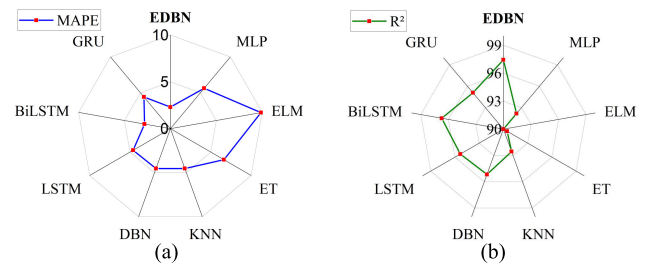 MAPE
EDBN
MLP
ELM
ET
KNN
DBN
LSTM
BiLSTM
GRU
10
5
0
(a)
R²
EDBN
MLP
ELM
ET
KNN
DBN
LSTM
BiLSTM
GRU
99
96
93
90
(b)